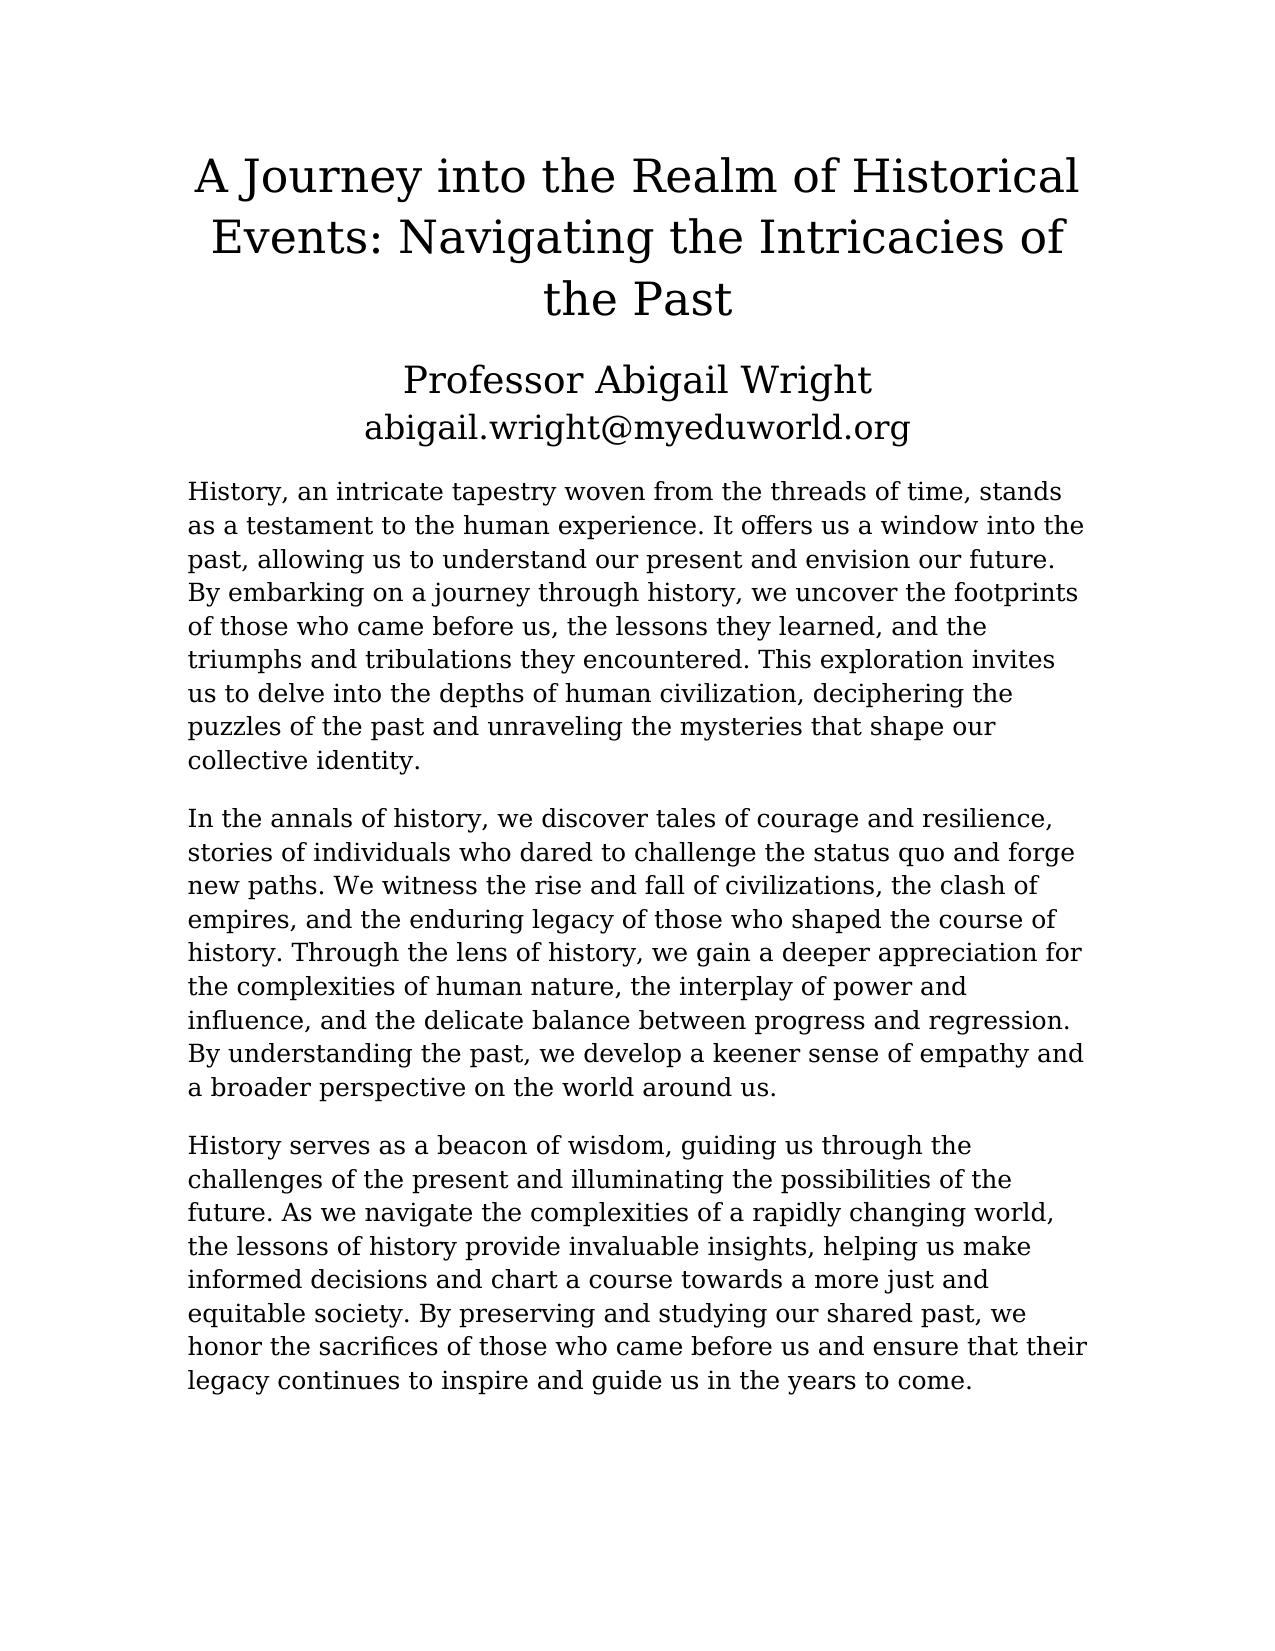 A Journey into the Realm of Historical
Events: Navigating the Intricacies of
the Past
Professor Abigail Wright
abigail.wright@myeduworld.org
History, an intricate tapestry woven from the threads of time, stands
as a testament to the human experience. It offers us a window into the
past, allowing us to understand our present and envision our future.
By embarking on a journey through history, we uncover the footprints
of those who came before us, the lessons they learned, and the
triumphs and tribulations they encountered. This exploration invites
us to delve into the depths of human civilization, deciphering the
puzzles of the past and unraveling the mysteries that shape our
collective identity.
In the annals of history, we discover tales of courage and resilience,
stories of individuals who dared to challenge the status quo and forge
new paths. We witness the rise and fall of civilizations, the clash of
empires, and the enduring legacy of those who shaped the course of
history. Through the lens of history, we gain a deeper appreciation for
the complexities of human nature, the interplay of power and
influence, and the delicate balance between progress and regression.
By understanding the past, we develop a keener sense of empathy and
a broader perspective on the world around us.
History serves as a beacon of wisdom, guiding us through the
challenges of the present and illuminating the possibilities of the
future. As we navigate the complexities of a rapidly changing world,
the lessons of history provide invaluable insights, helping us make
informed decisions and chart a course towards a more just and
equitable society. By preserving and studying our shared past, we
honor the sacrifices of those who came before us and ensure that their
legacy continues to inspire and guide us in the years to come.